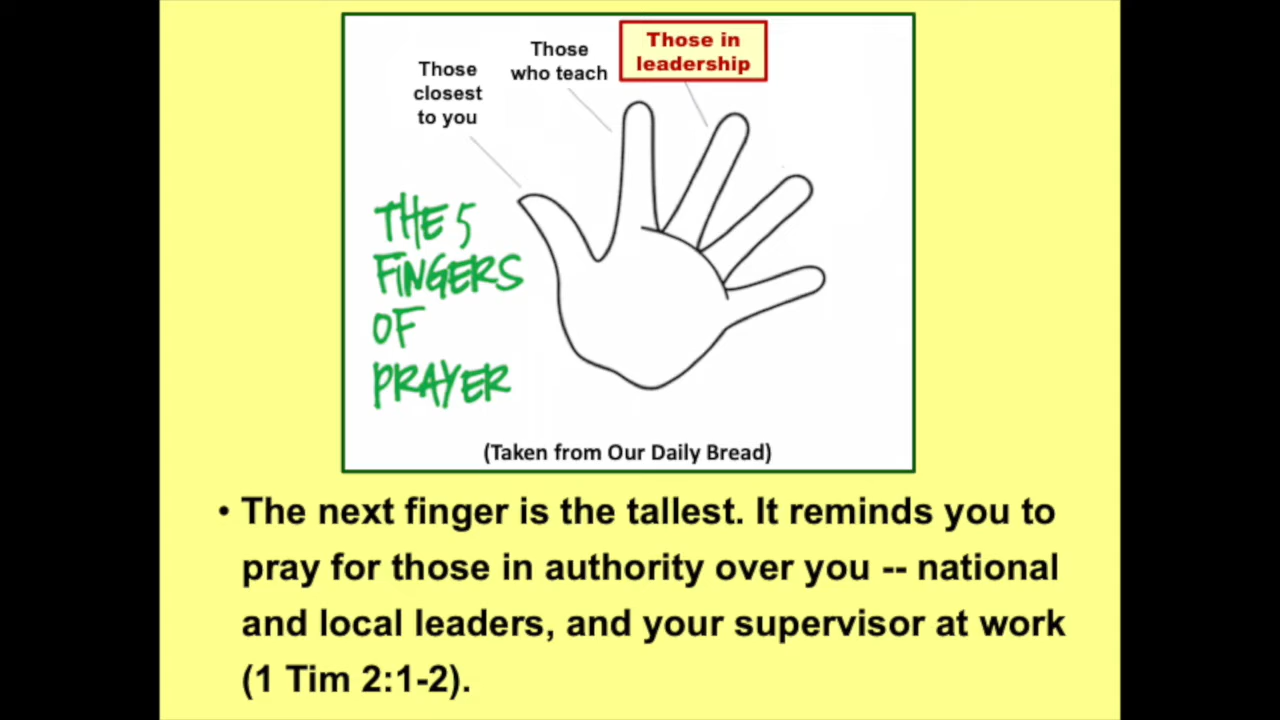 Those
closest
to you
Those
who teach
Those in
leadership
THE 5
FiNGERS
OF
PRAYER
(Taken from Our Daily Bread)
• The next finger is the tallest. It reminds you to
pray for those in authority over you -- national
and local leaders, and your supervisor at work
(1 Tim 2:1-2).